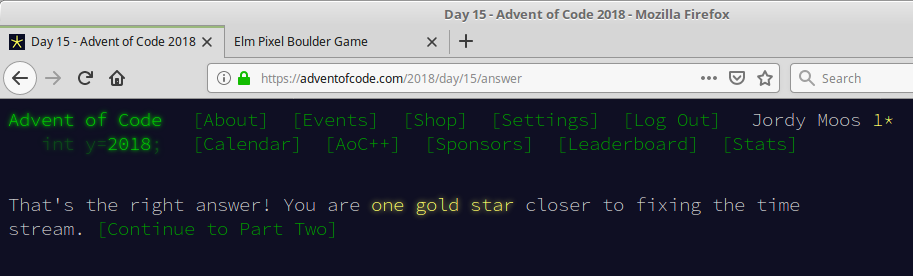 Day 15 - Advent of Code 2018 - Mozilla Firefox
Day 15 - Advent of Code 2018 Elm Pixel Boulder Game
https://adventofcode.com/2018/day/15/answer Search
Advent of Code [About] [Events] [Shop] [Settings] [Log Out] Jordy Moos 1*
int y=2018; [Calendar] [AoC++] [Sponsors] [Leaderboard] [Stats]
That's the right answer! You are one gold star closer to fixing the time
stream. [Continue to Part Two]